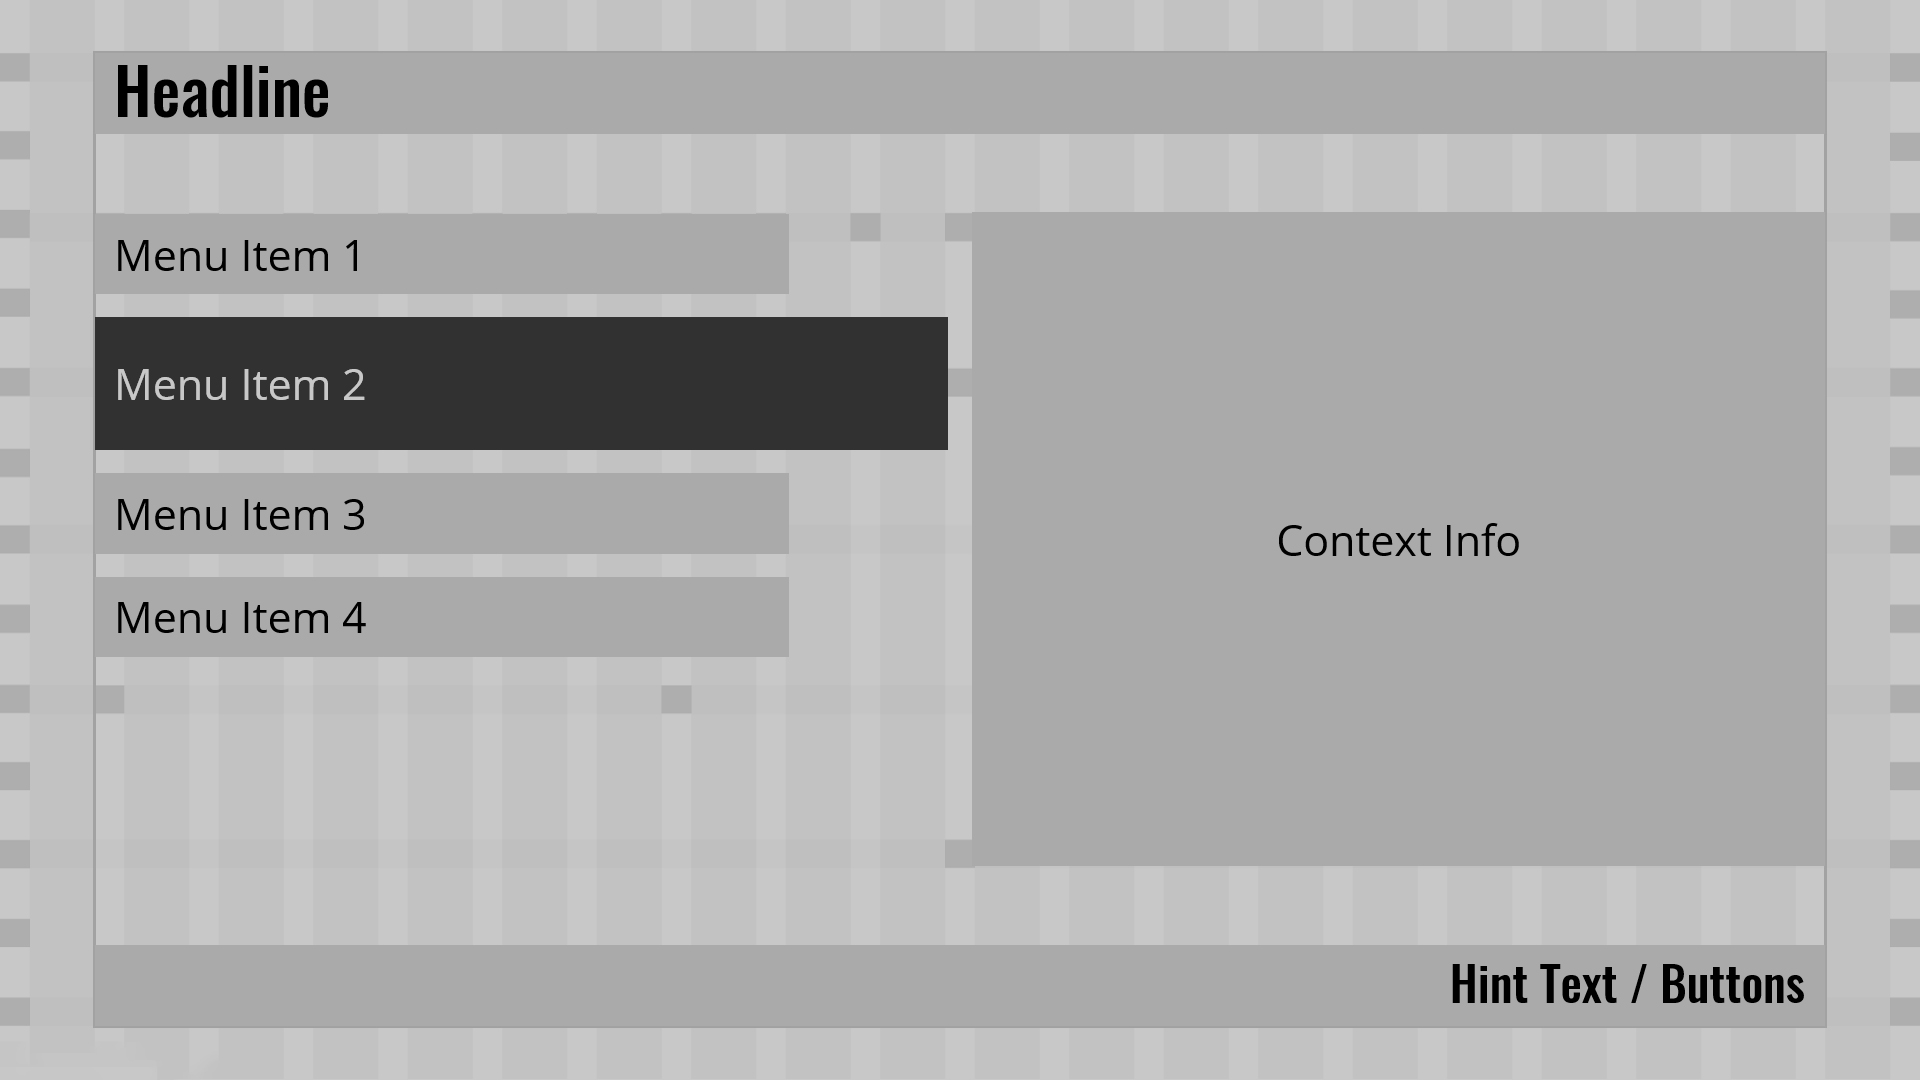 Headline
Menu Item 1
Menu Item 2
Menu Item 3
Menu Item 4
Context Info
Hint Text / Buttons